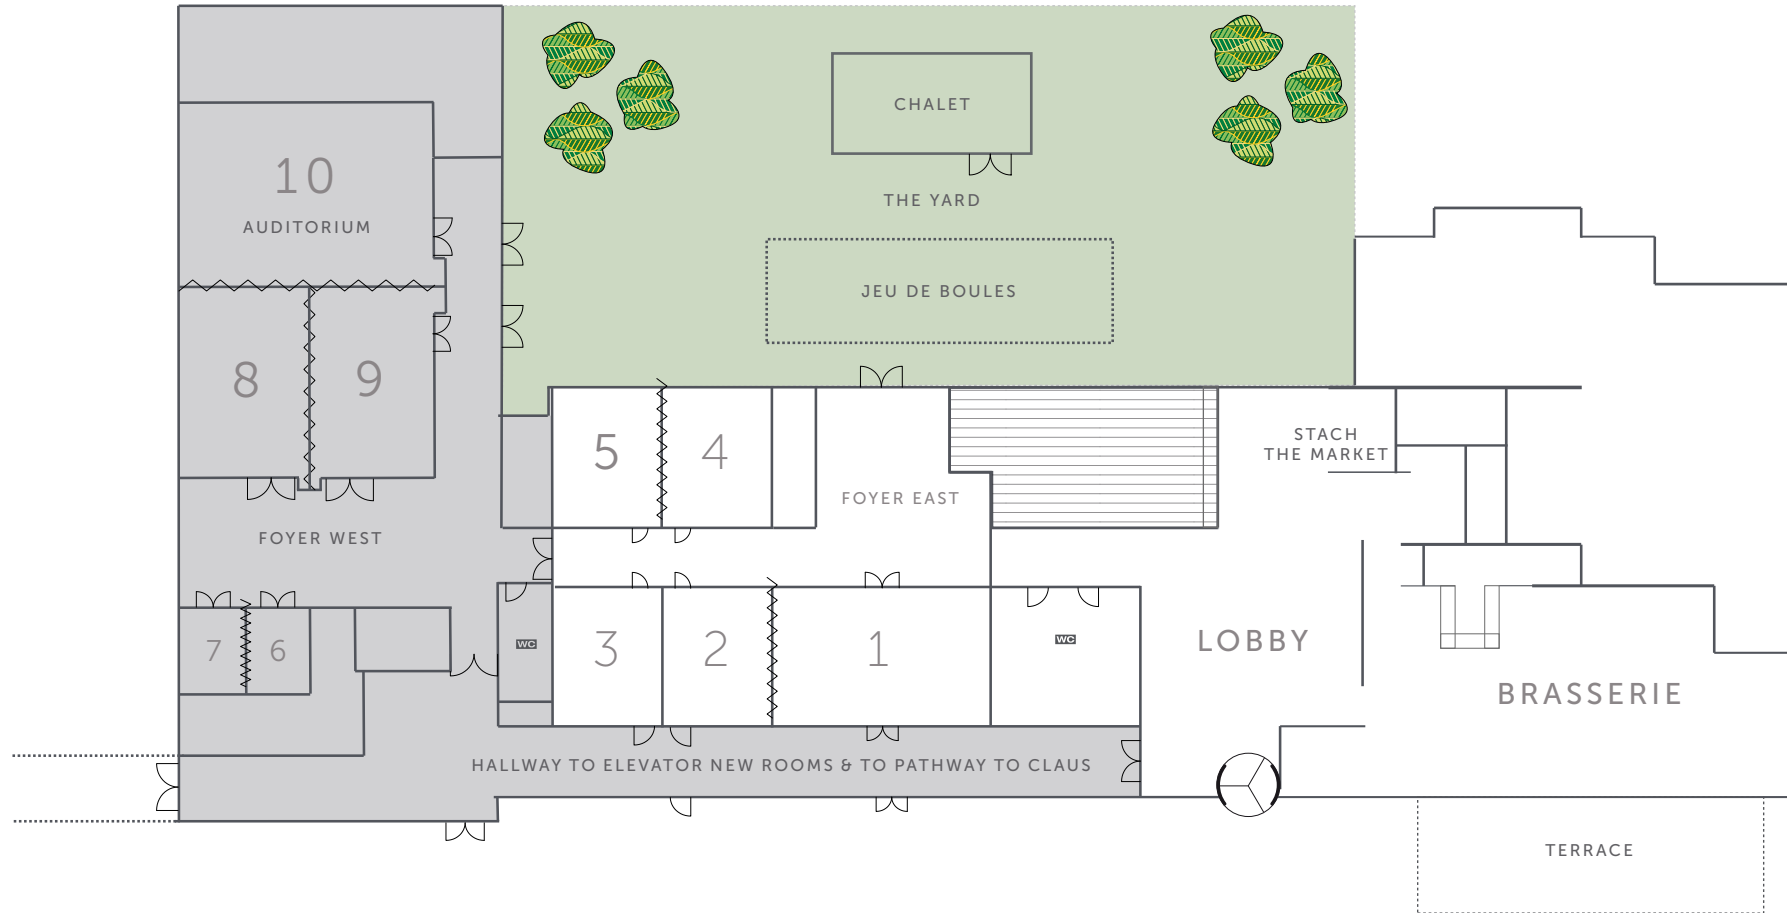 CHALET
10
THE YARD
AUDITORIUM
JEU DE BOULES
8
9
5
4
STACH
THE MARKET
FOYER EAST
FOYER WEST
7
6
WC
3
2
1
WC
LOBBY
BRASSERIE
HALLWAY TO ELEVATOR NEW ROOMS & TO PATHWAY TO CLAUS
TERRACE